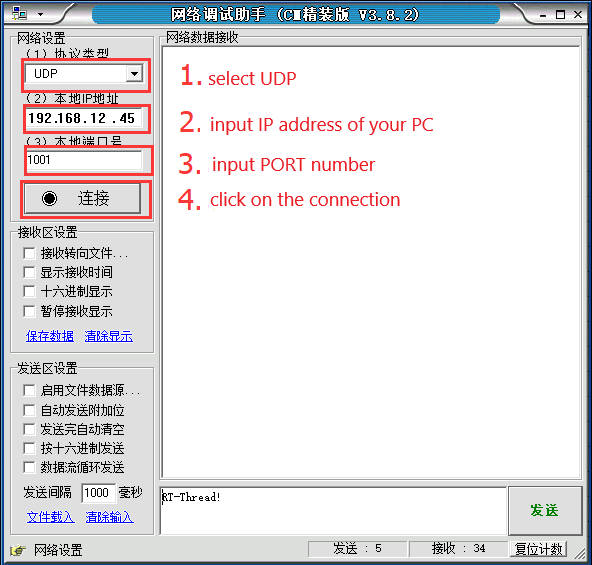 网络调试助手 (CM精装版 V3.8.2)
网络设置
(1) 协议类型
UDP
(2) 本地IP地址
192.168.12 .45
(3) 本地端口号
1001
连接
接收区设置
接收转向文件...
显示接收时间
十六进制显示
暂停接收显示
保存数据 清除显示
发送区设置
启用文件数据源...
自动发送附加位
发送完自动清空
按十六进制发送
数据流循环发送
发送间隔 1000 毫秒
文件载入 清除输入
网络数据接收
1. select UDP
2. input IP address of your PC
3. input PORT number
4. click on the connection
RT-Thread!
发送
网络设置
发送 : 5
接收 : 34
复位计数